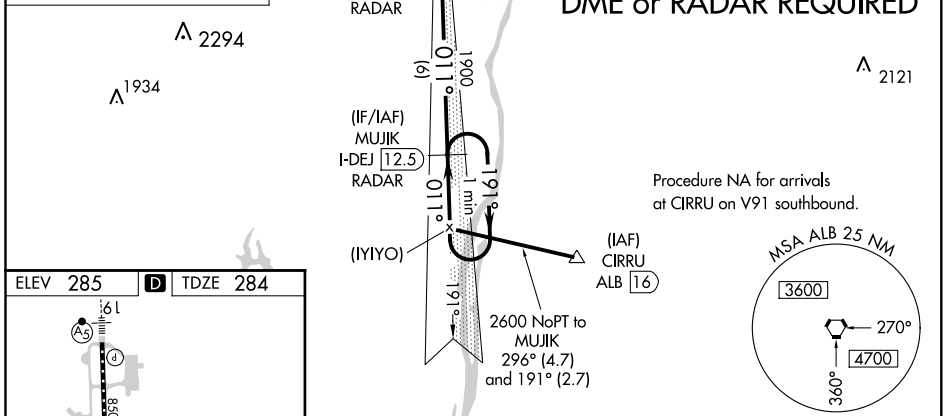 RADAR
DME or RADAR REQUIRED
2294
1934
2121
011°
(6)
1900
(IF/IAF)
MUJIK
I-DEJ 12.5
RADAR
011°
1 min
191°
(IYIYO)
191°
(IAF)
CIRRU
ALB 16
2600 NoPT to
MUJIK
296° (4.7)
and 191° (2.7)
Procedure NA for arrivals
at CIRRU on V91 southbound.
MSA ALB 25 NM
3600
270°
4700
360°
ELEV 285
D
TDZE 284
19
A5
P
850